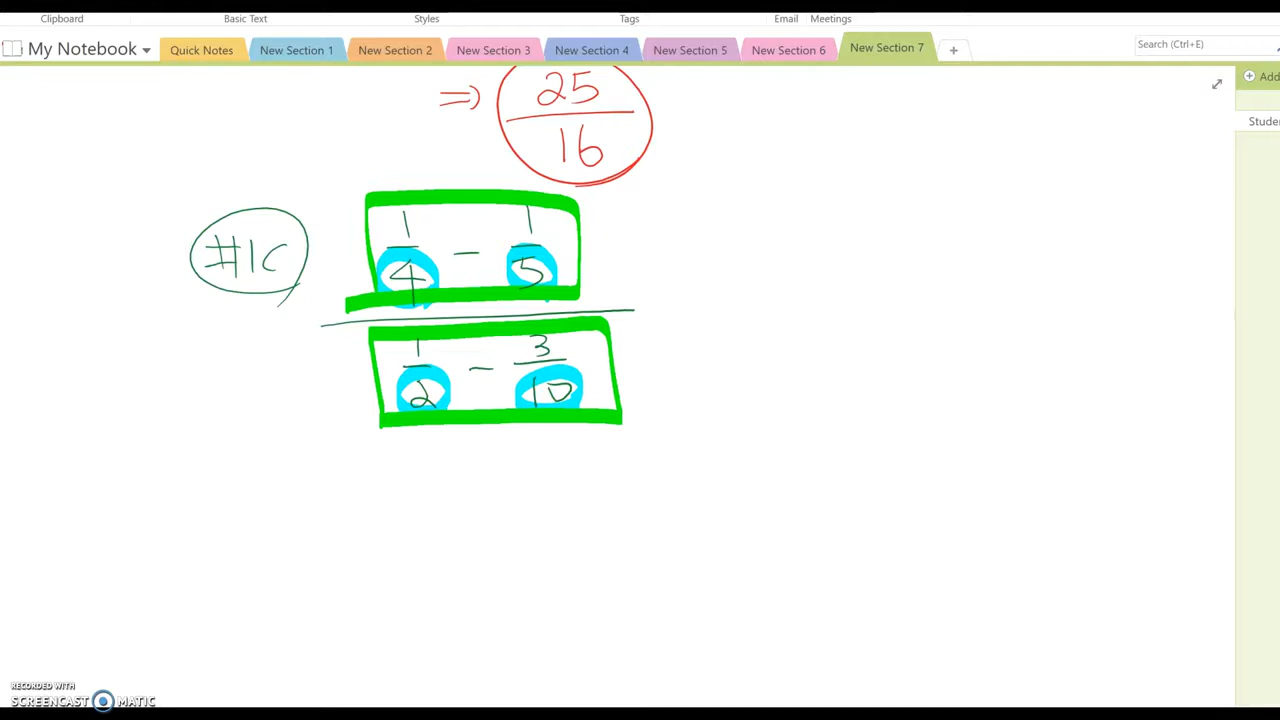 Clipboard Basic Text Styles Tags Email Meetings
My Notebook Quick Notes New Section 1 New Section 2 New Section 3 New Section 4 New Section 5 New Section 6 New Section 7 + Search (Ctrl+E)
Add
Studen
⇒ 25
16
#1c
1 1
— − —
4 5
1 3
— − —
2 10
RECORDED WITH
SCREENCAST MATIC